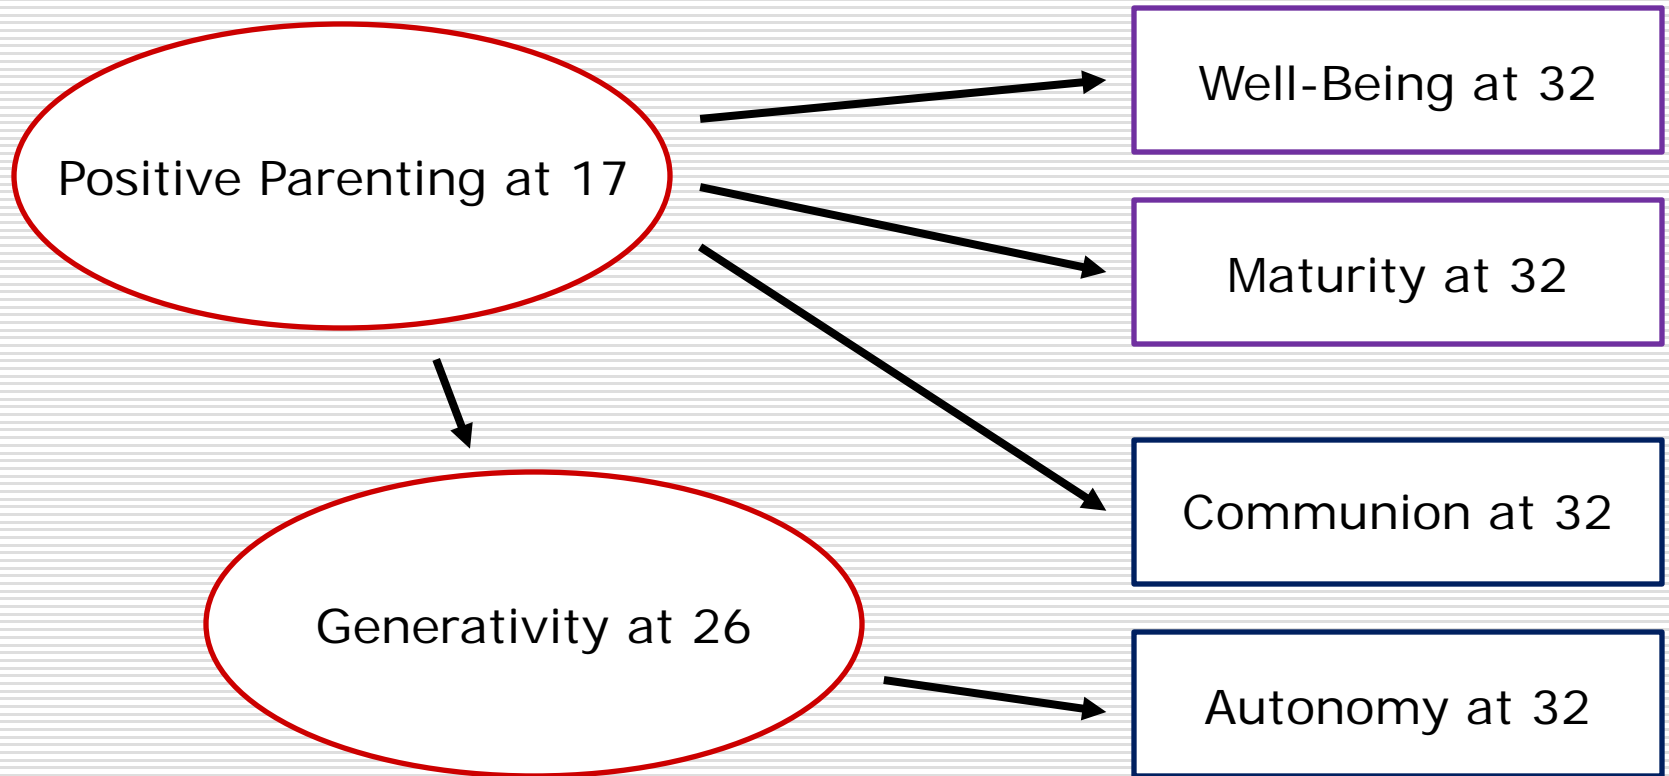 Well-Being at 32
Positive Parenting at 17
Maturity at 32
Communion at 32
Generativity at 26
Autonomy at 32